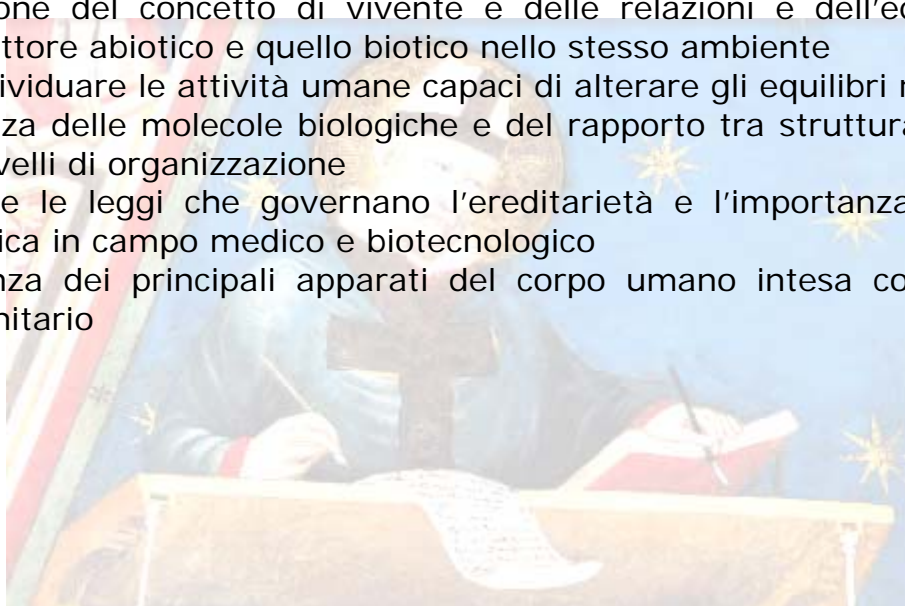 one del concetto di vivente e delle relazioni e dell'ec
ttore abiotico e quello biotico nello stesso ambiente
ividuare le attività umane capaci di alterare gli equilibri n
za delle molecole biologiche e del rapporto tra struttura
velli di organizzazione
e le leggi che governano l'ereditarietà e l'importanza
ica in campo medico e biotecnologico
nza dei principali apparati del corpo umano intesa co
nitario